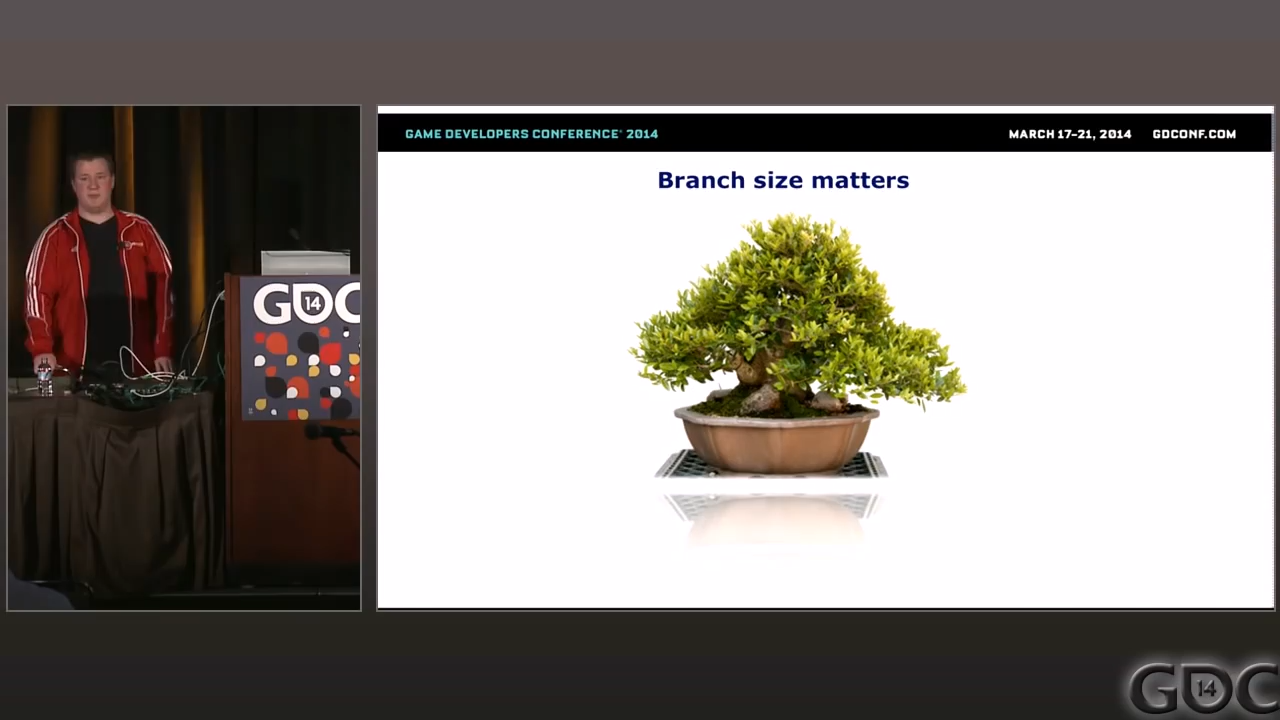 GAME DEVELOPERS CONFERENCE® 2014
MARCH 17-21, 2014 GDCONF.COM
Branch size matters
GDC
14
GDC
14